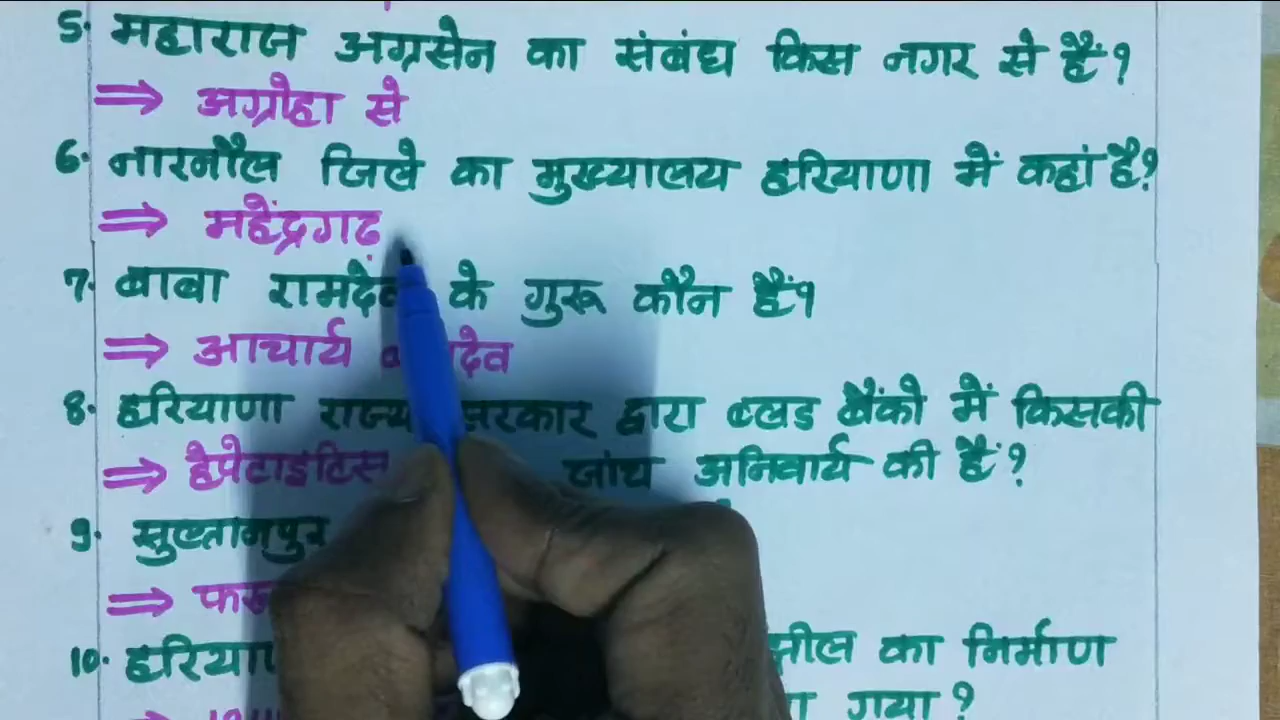 5. महाराज अग्रसेन का संबंध किस नगर से हैं?
⇒ अग्रोहा से
6. नारनौल जिले का मुख्यालय हरियाणा में कहां है?
⇒ महेंद्रगढ़
7. बाबा रामदेव के गुरू कौन हैं?
⇒ आचार्य
8. हरियाणा राज्य सरकार द्वारा ब्लड बैंको में किसकी
⇒ हेपेटाइटिस जांच अनिवार्य की हैं?
9. सुल्तानपुर
⇒
10. झील का निर्माण
गया?